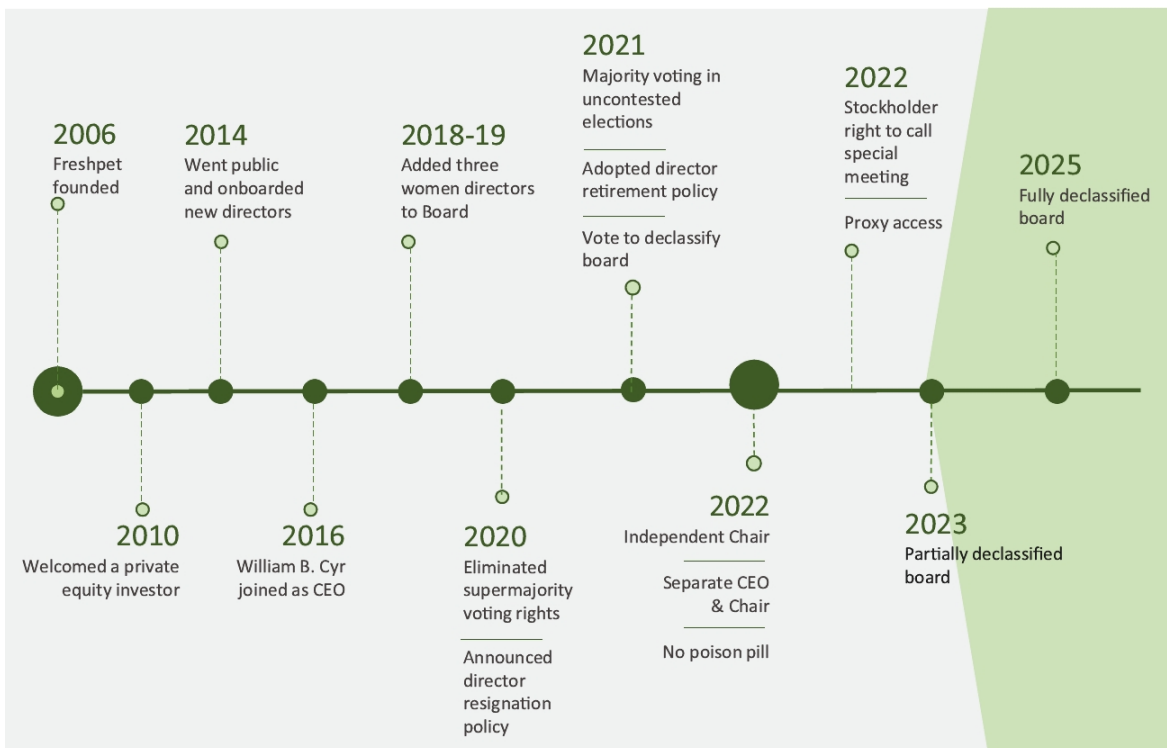 2006
Freshpet
founded
2010
Welcomed a private
equity investor
2014
Went public
and onboarded
new directors
2016
William B. Cyr
joined as CEO
2018-19
Added three
women directors
to Board
2020
Eliminated
supermajority
voting rights
Announced
director
resignation
policy
2021
Majority voting in
uncontested
elections
Adopted director
retirement policy
Vote to declassify
board
2022
Independent Chair
Separate CEO
& Chair
No poison pill
2022
Stockholder
right to call
special
meeting
Proxy access
2023
Partially declassified
board
2025
Fully declassified
board